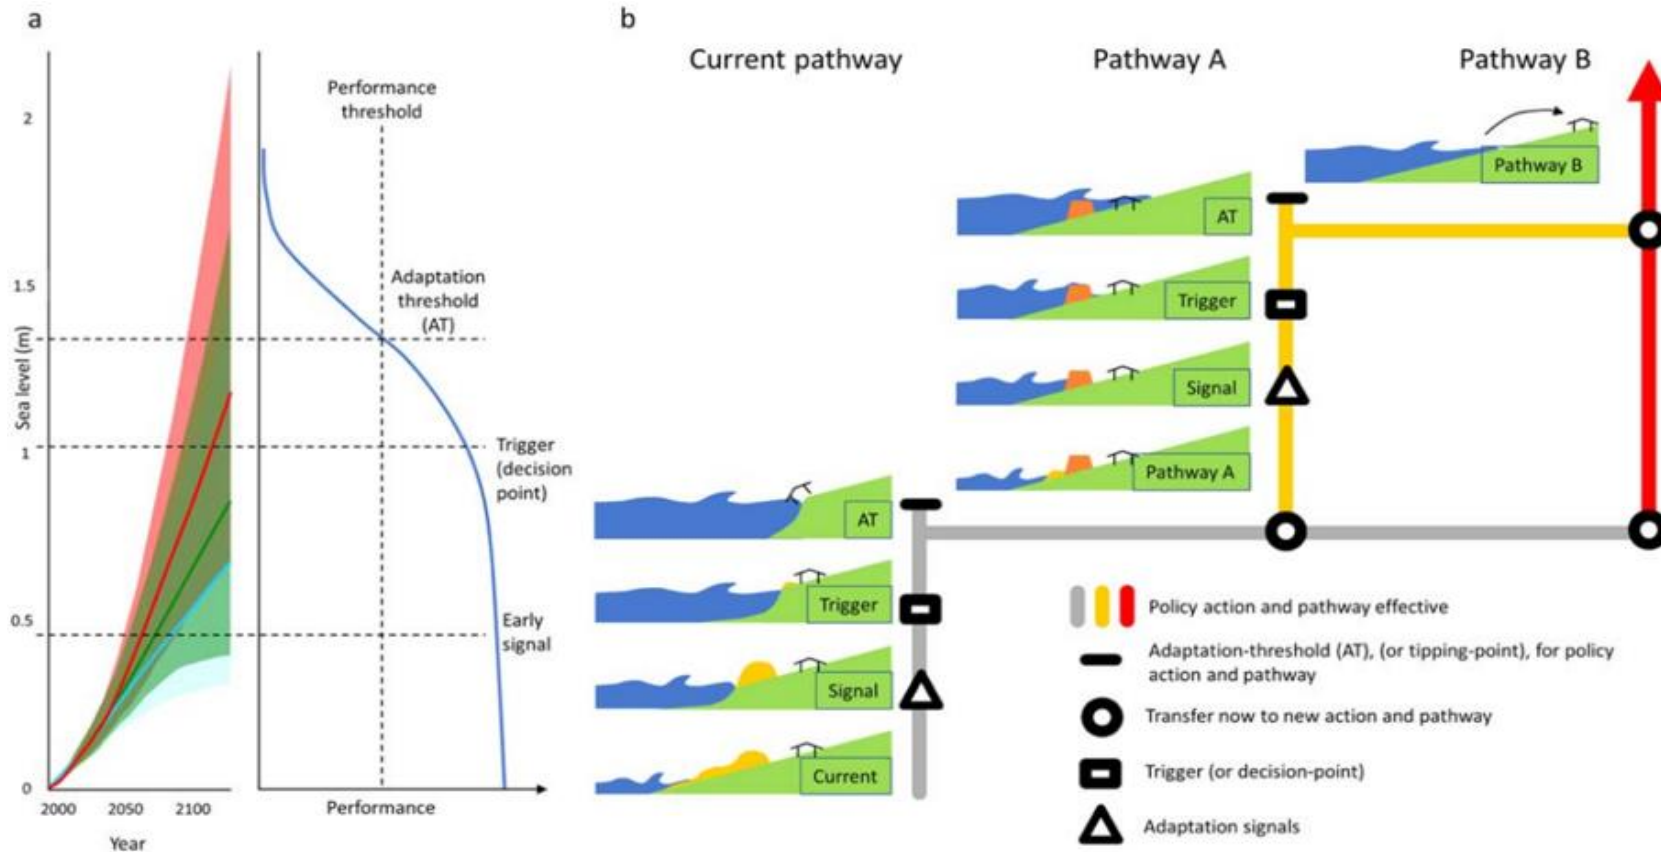 a
2
1.5
1
0.5
0
Sea level (m)
2000 2050 2100
Year
Performance
threshold
Adaptation
threshold
(AT)
Trigger
(decision
point)
Early
signal
Performance
b
Current pathway
Pathway A
Pathway B
Pathway B
AT
Trigger
Signal
Pathway A
AT
Trigger
Signal
Current
Policy action and pathway effective
Adaptation-threshold (AT), (or tipping-point), for policy
action and pathway
Transfer now to new action and pathway
Trigger (or decision-point)
Adaptation signals